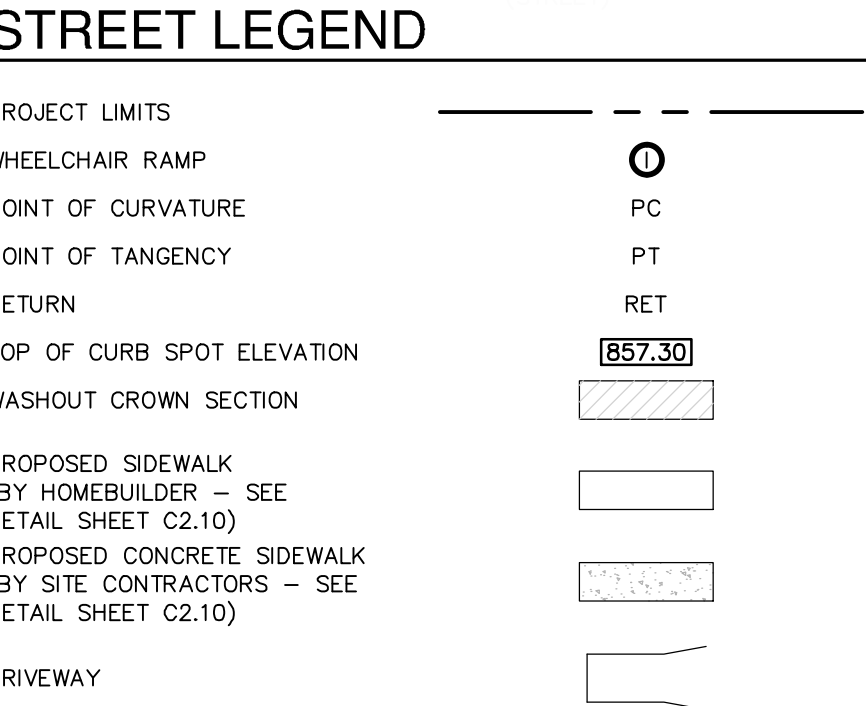 STREET LEGEND
ROJECT LIMITS
WHEELCHAIR RAMP
OINT OF CURVATURE PC
OINT OF TANGENCY PT
ETURN RET
OP OF CURB SPOT ELEVATION 857.30
WASHOUT CROWN SECTION
ROPOSED SIDEWALK
BY HOMEBUILDER – SEE
ETAIL SHEET C2.10)
ROPOSED CONCRETE SIDEWALK
BY SITE CONTRACTORS – SEE
ETAIL SHEET C2.10)
RIVEWAY